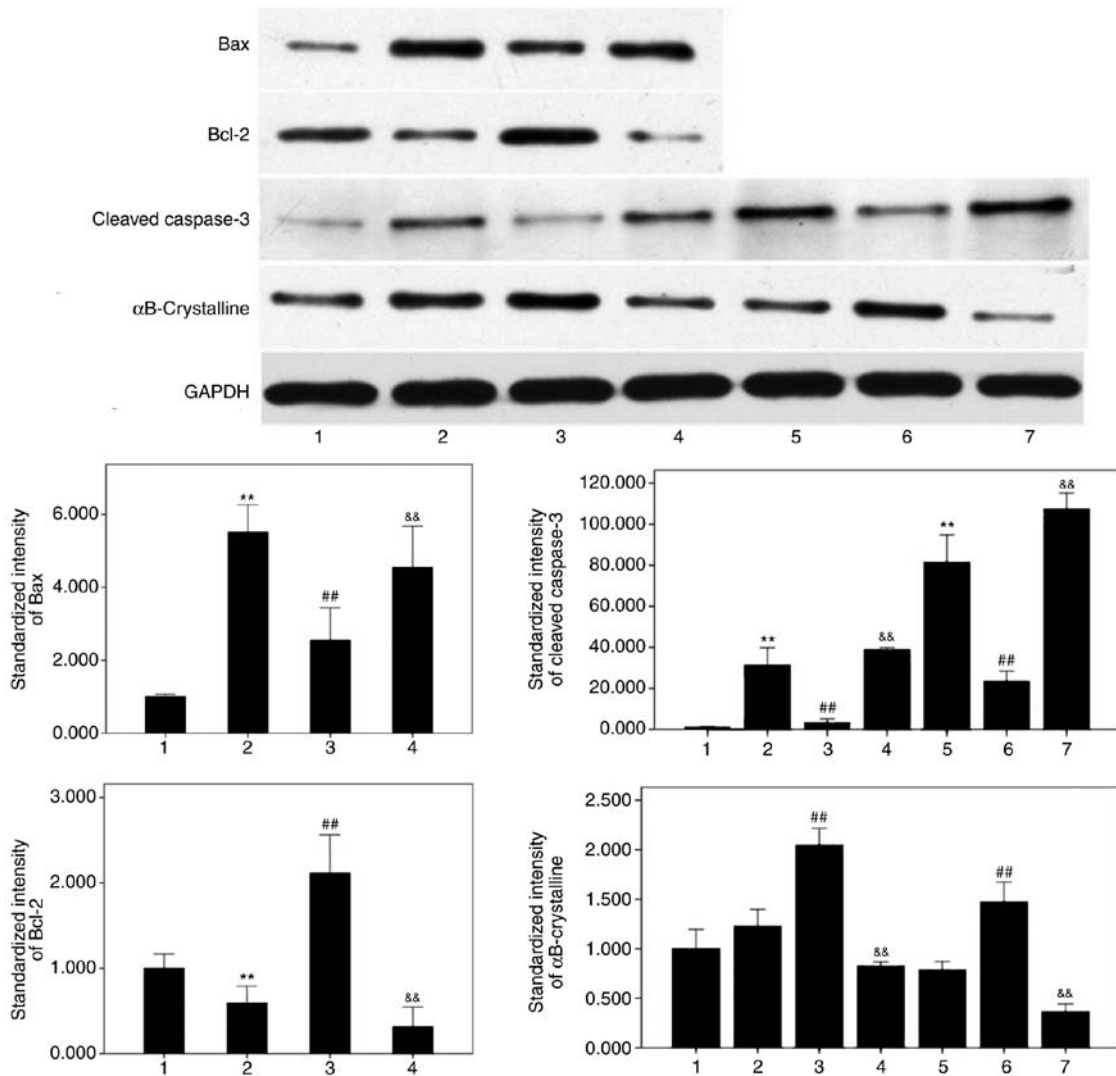 Bax
Bcl-2
Cleaved caspase-3
αB-Crystalline
GAPDH
1 2 3 4 5 6 7
Standardized intensity
of Bax
6.000
4.000
2.000
0.000
**
##
&&
1 2 3 4
Standardized intensity
of cleaved caspase-3
120.000
100.000
80.000
60.000
40.000
20.000
0.000
**
##
&&
**
##
&&
1 2 3 4 5 6 7
Standardized intensity
of Bcl-2
3.000
2.000
1.000
0.000
**
##
&&
1 2 3 4
Standardized intensity
of αB-crystalline
2.500
2.000
1.500
1.000
0.500
0.000
##
&&
##
&&
1 2 3 4 5 6 7